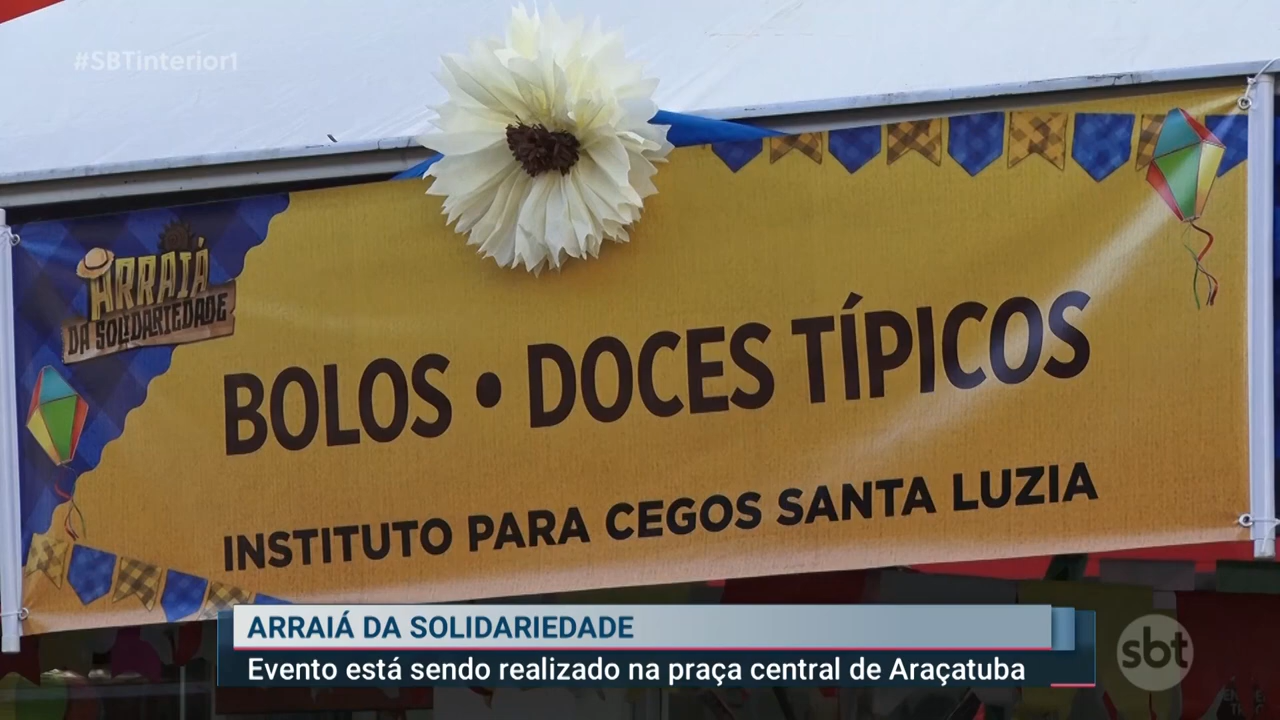 #SBTinterior1
ARRAIÁ
DA SOLIDARIEDADE
BOLOS • DOCES TÍPICOS
INSTITUTO PARA CEGOS SANTA LUZIA
ARRAIÁ DA SOLIDARIEDADE
Evento está sendo realizado na praça central de Araçatuba
sbt